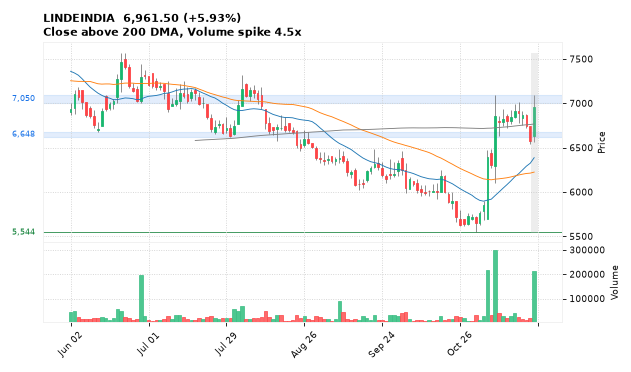 LINDEINDIA 6,961.50 (+5.93%)
Close above 200 DMA, Volume spike 4.5x
7,050
6,648
5,544
7500
7000
6500
6000
5500
Price
300000
200000
100000
Volume
Jun 02
Jul 01
Jul 29
Aug 26
Sep 24
Oct 26